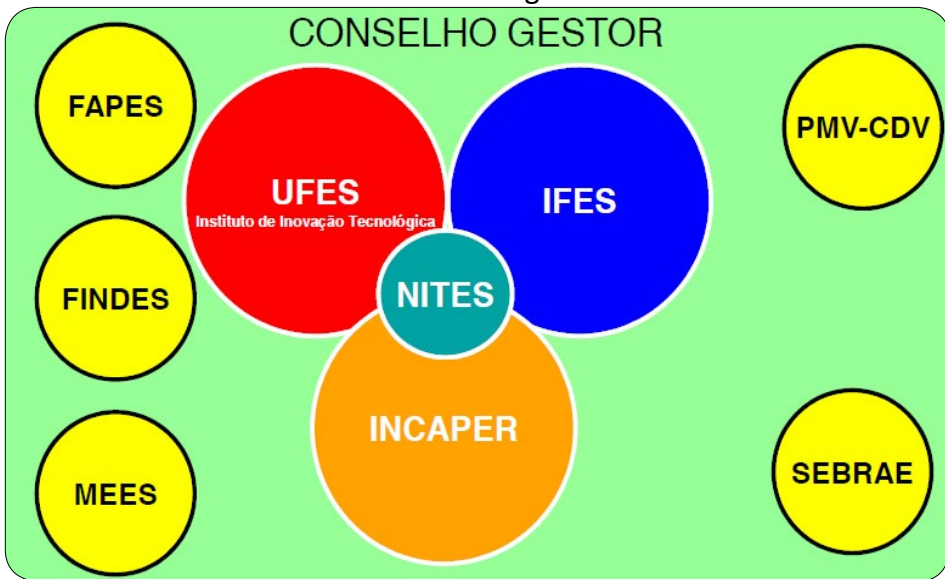 CONSELHO GESTOR
FAPES
PMV-CDV
UFES
Instituto de Inovação Tecnológica
IFES
FINDES
NITES
INCAPER
MEES
SEBRAE